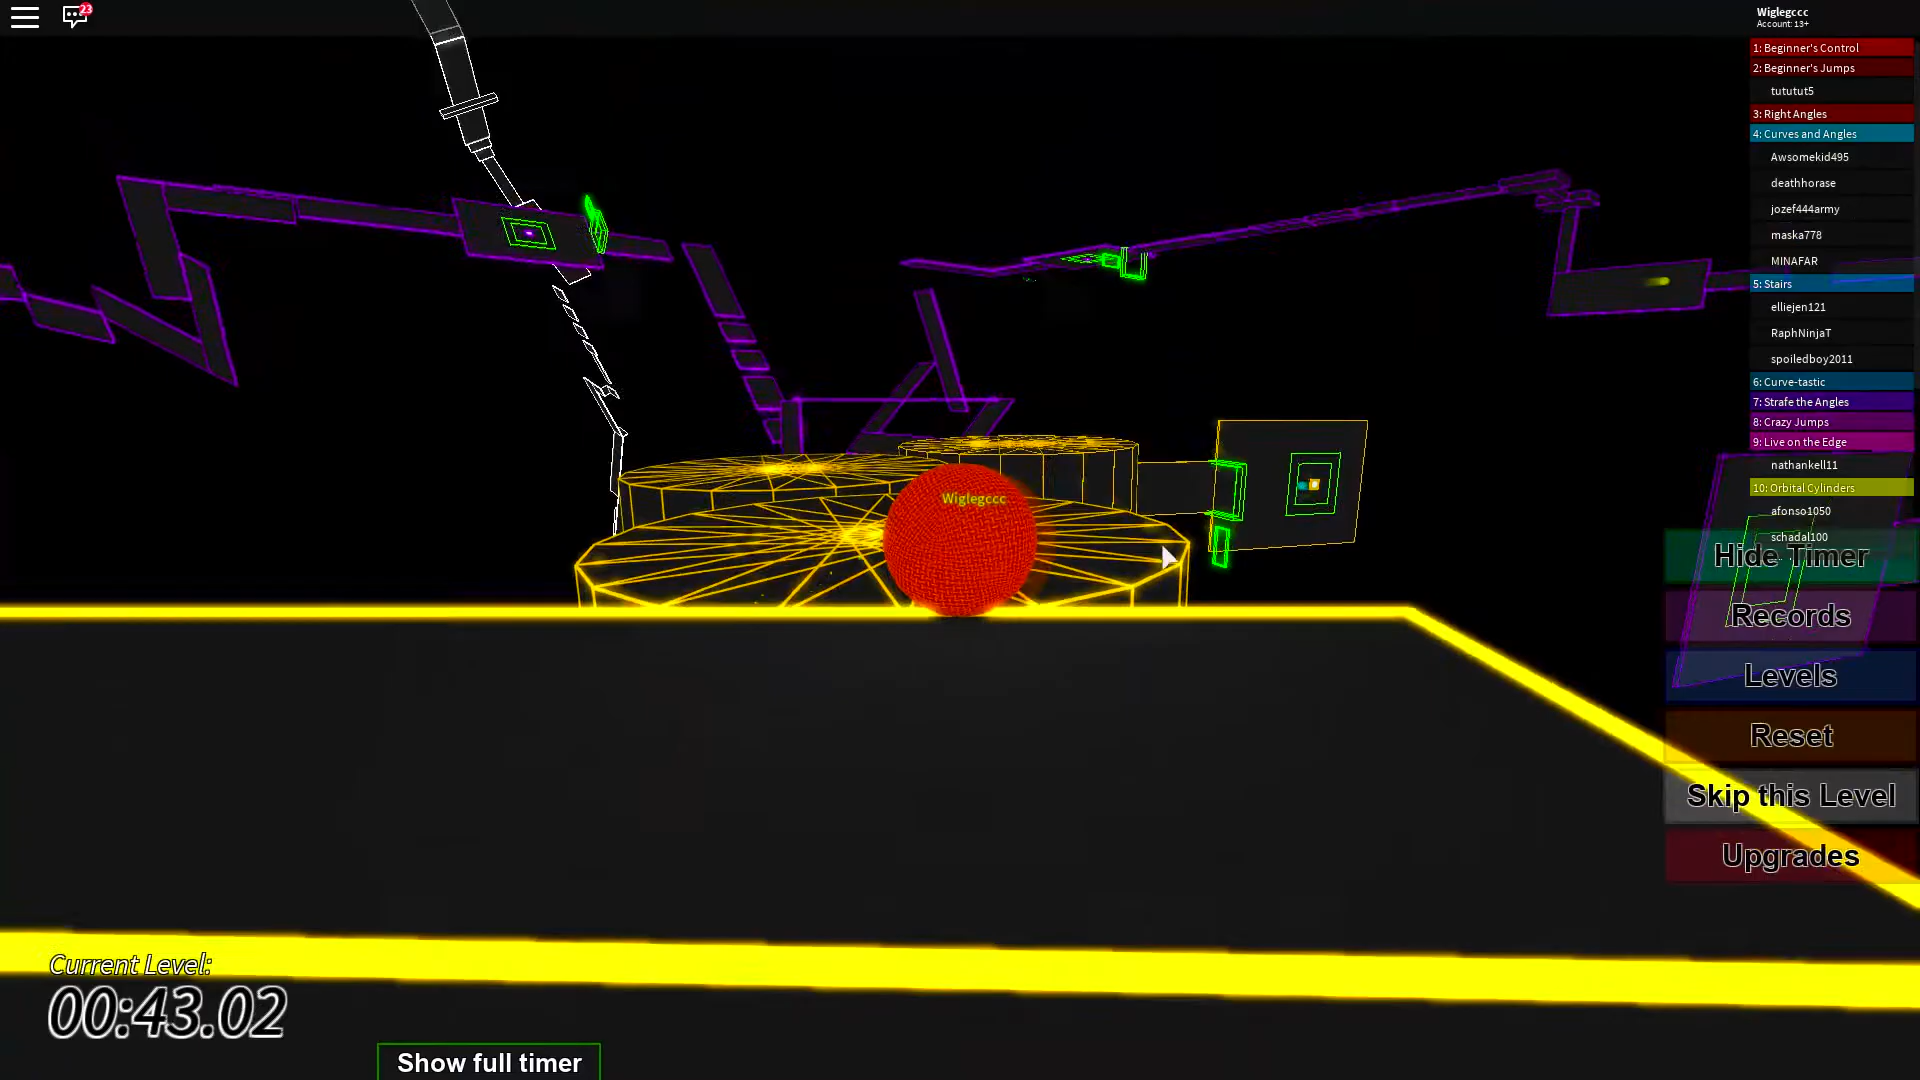 23
Wiglegccc
Account: 13+
1: Beginner's Control
2: Beginner's Jumps
tututut5
3: Right Angles
4: Curves and Angles
Awsomekid495
deathhorase
jozef444army
maska778
MINAFAR
5: Stairs
elliejen121
RaphNinjaT
spoiledboy2011
6: Curve-tastic
7: Strafe the Angles
8: Crazy Jumps
9: Live on the Edge
nathankell11
10: Orbital Cylinders
afonso1050
schadal100
Hide Timer
Records
Levels
Reset
Skip this Level
Upgrades
Wiglegccc
Current Level:
00:43.02
Show full timer